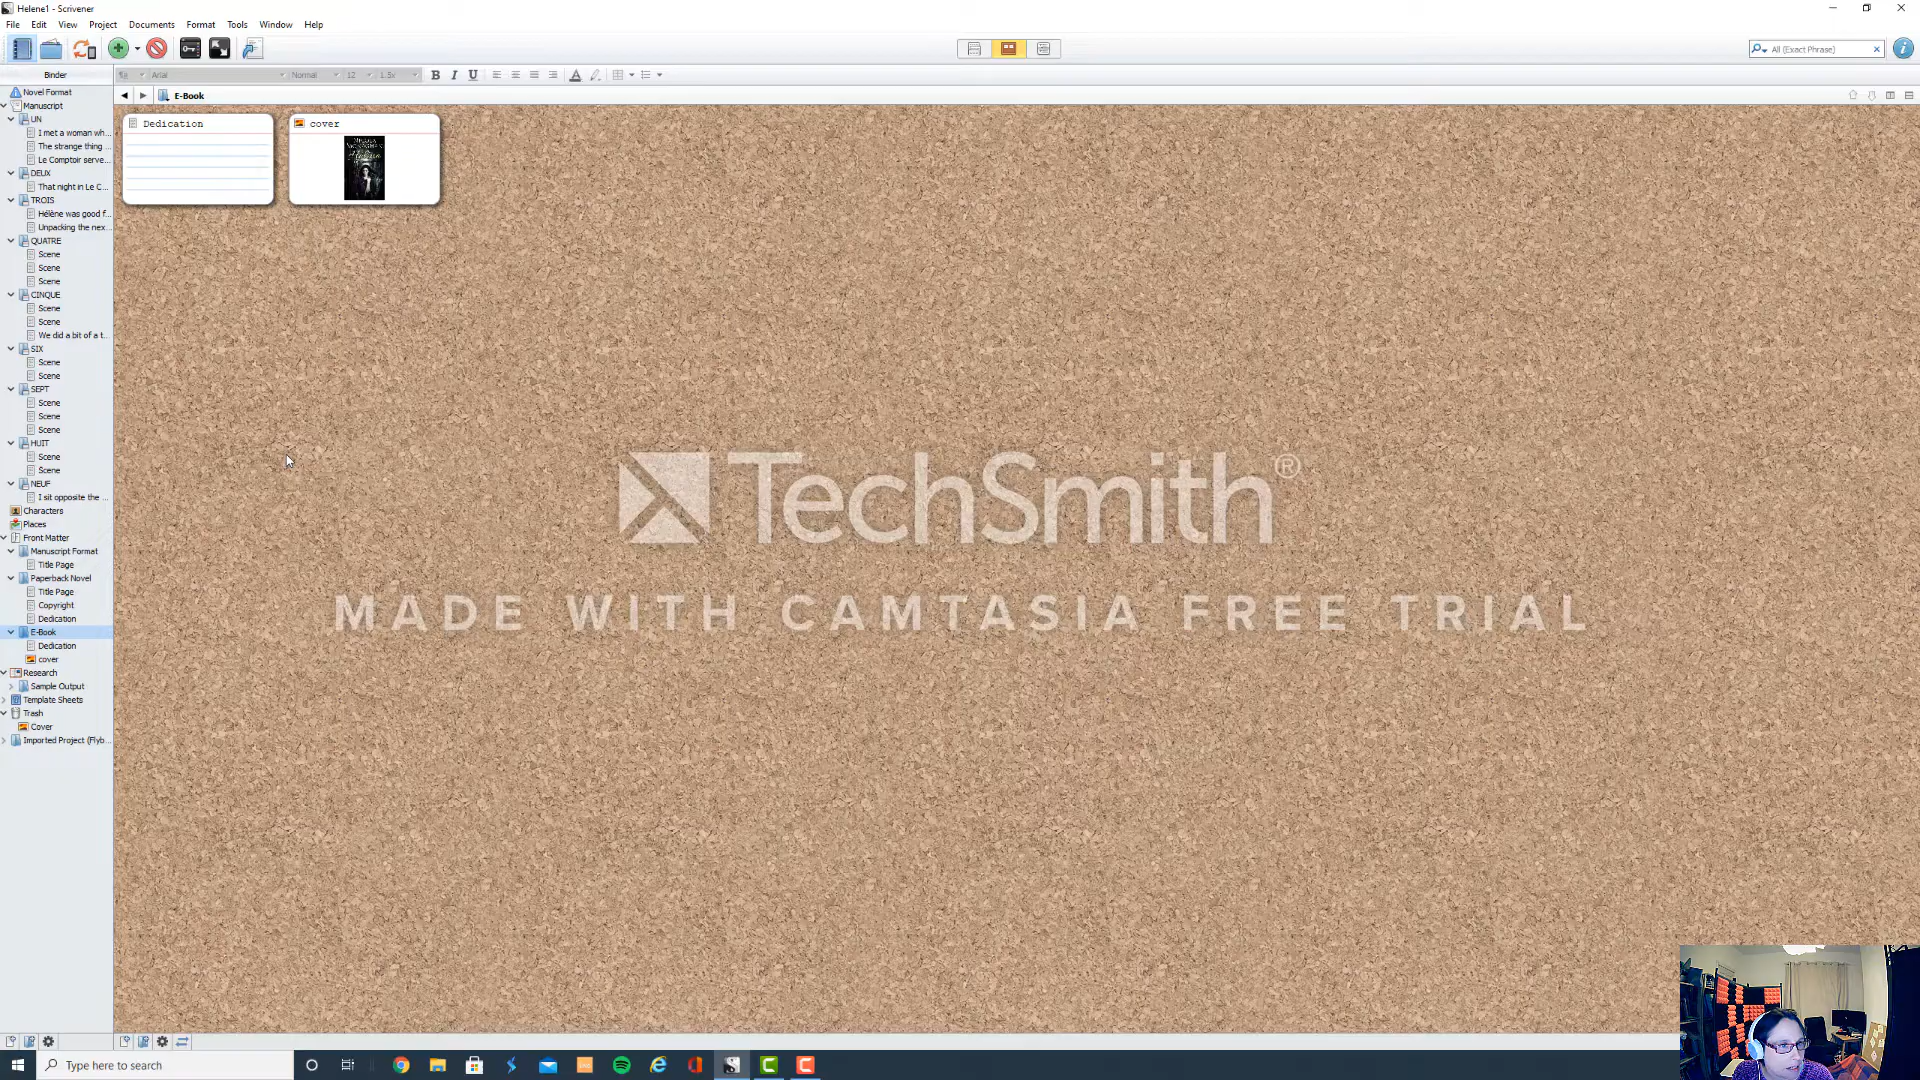 Helene1 - Scrivener
File Edit View Project Documents Format Tools Window Help
All (Exact Phrase)
Binder
Arial Normal 12 1.5x B I U A
E-Book
Novel Format
Manuscript
UN
I met a woman wh...
The strange thing ...
Le Comptoir serve...
DEUX
That night in Le C...
TROIS
Hélène was good f...
Unpacking the nex...
QUATRE
Scene
Scene
Scene
CINQUE
Scene
Scene
We did a bit of a t...
SIX
Scene
Scene
SEPT
Scene
Scene
Scene
HUIT
Scene
Scene
NEUF
I sit opposite the ...
Characters
Places
Front Matter
Manuscript Format
Title Page
Paperback Novel
Title Page
Copyright
Dedication
E-Book
Dedication
cover
Research
Sample Output
Template Sheets
Trash
Cover
Imported Project (Flyb...
Dedication
cover
TechSmith®
MADE WITH CAMTASIA FREE TRIAL
Type here to search